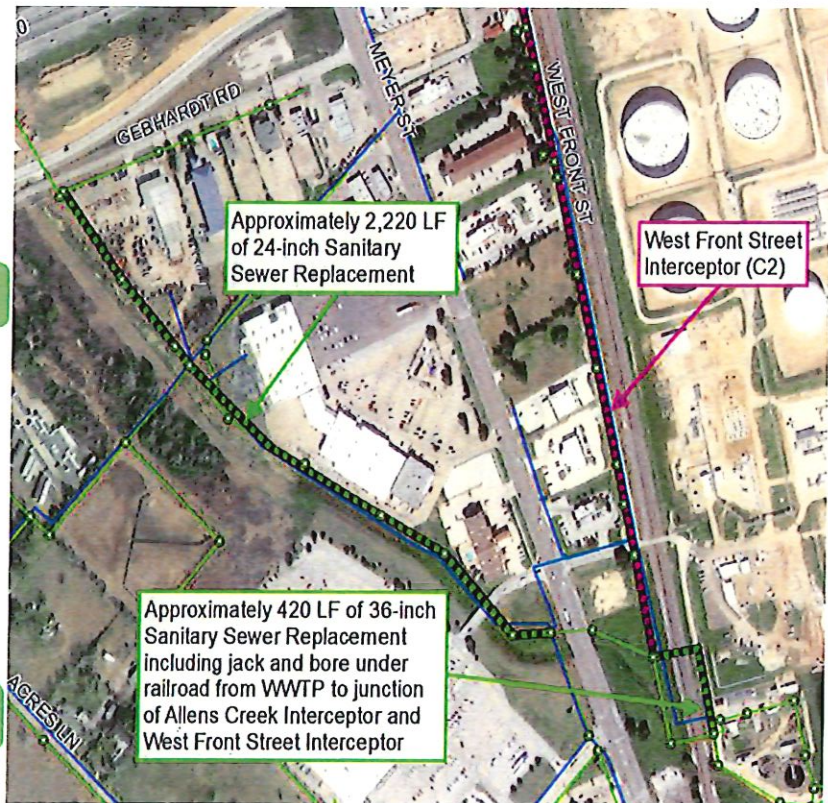 0
GEBHARDT RD
MEYER ST
WEST FRONT ST
Approximately 2,220 LF
of 24-inch Sanitary
Sewer Replacement
West Front Street
Interceptor (C2)
Approximately 420 LF of 36-inch
Sanitary Sewer Replacement
including jack and bore under
railroad from WWTP to junction
of Allens Creek Interceptor and
West Front Street Interceptor
ACRES LN